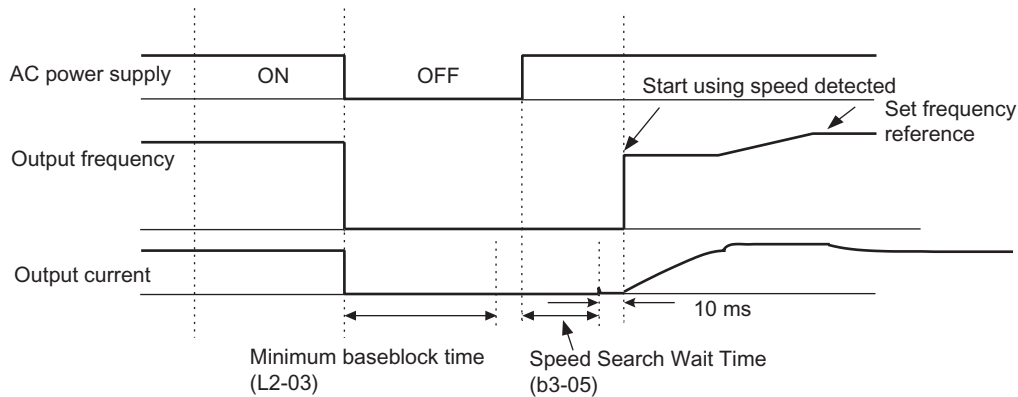 AC power supply
ON
OFF
Start using speed detected
Set frequency
reference
Output frequency
Output current
10 ms
Minimum baseblock time
(L2-03)
Speed Search Wait Time
(b3-05)